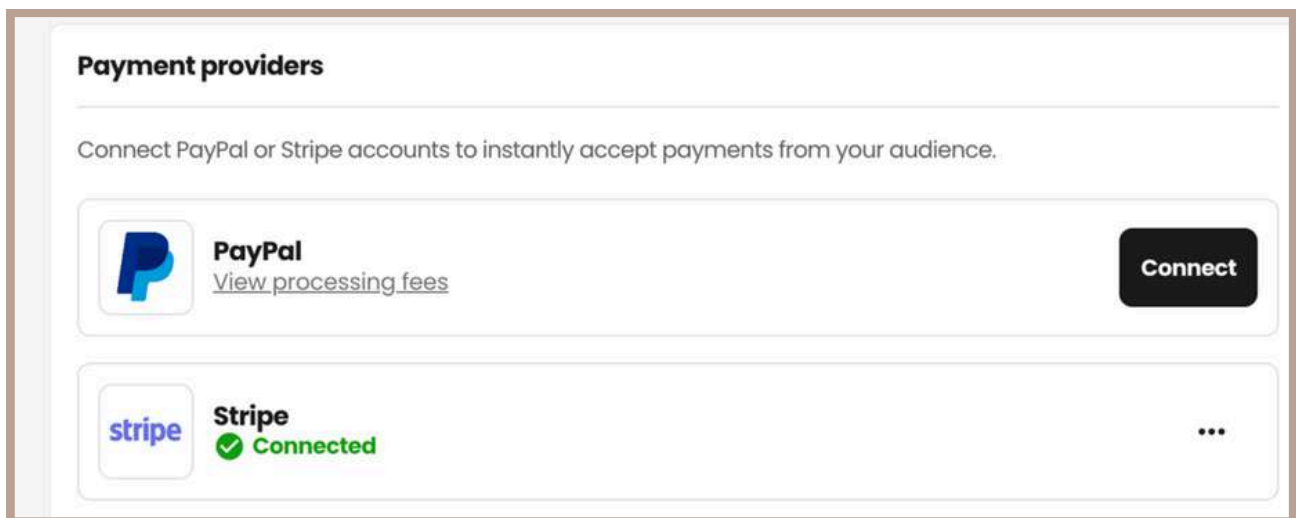 Payment providers
Connect PayPal or Stripe accounts to instantly accept payments from your audience.
PayPal
View processing fees
Connect
stripe
Stripe
Connected